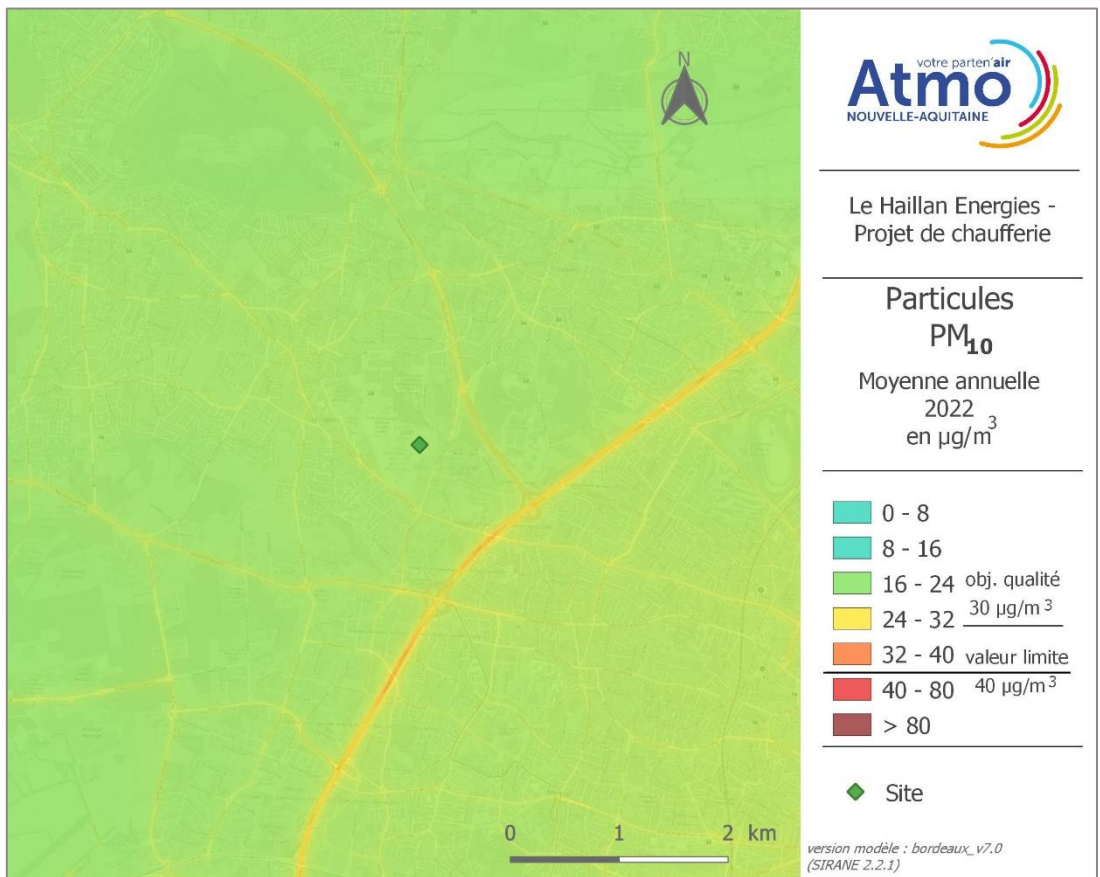 N
votre parten'air
Atmo
NOUVELLE-AQUITAINE
Le Haillan Energies -
Projet de chaufferie
Particules
PM10
Moyenne annuelle
2022
en µg/m3
0 - 8
8 - 16
16 - 24 obj. qualité
24 - 32 30 µg/m3
32 - 40 valeur limite
40 - 80 40 µg/m3
> 80
Site
0 1 2 km
version modèle : bordeaux_v7.0
(SIRANE 2.2.1)